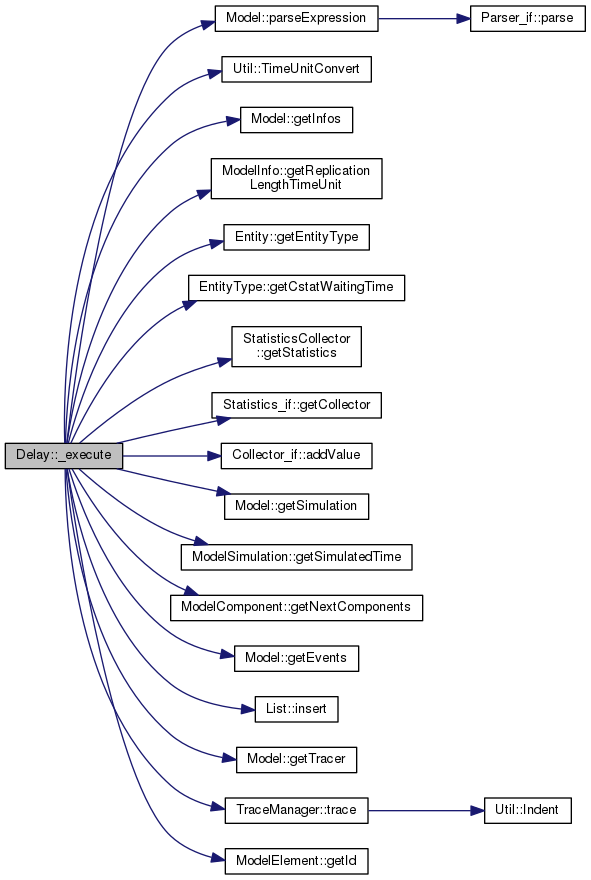 Model::parseExpression
Parser_if::parse
Util::TimeUnitConvert
Model::getInfos
ModelInfo::getReplication
LengthTimeUnit
Entity::getEntityType
EntityType::getCstatWaitingTime
StatisticsCollector
::getStatistics
Statistics_if::getCollector
Delay::_execute
Collector_if::addValue
Model::getSimulation
ModelSimulation::getSimulatedTime
ModelComponent::getNextComponents
Model::getEvents
List::insert
Model::getTracer
TraceManager::trace
Util::Indent
ModelElement::getId